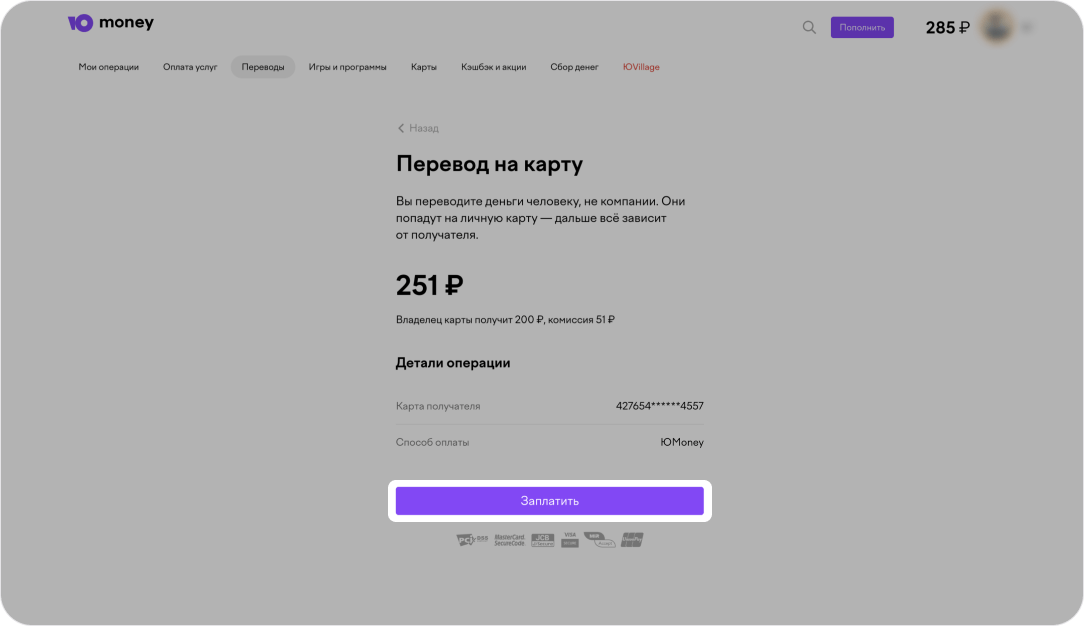 Ю money
Пополнить
285 ₽
Мои операции Оплата услуг Переводы Игры и программы Карты Кэшбэк и акции Сбор денег ЮVillage
Назад
Перевод на карту
Вы переводите деньги человеку, не компании. Они
попадут на личную карту — дальше всё зависит
от получателя.
251 ₽
Владелец карты получит 200 ₽, комиссия 51 ₽
Детали операции
Карта получателя 427654******4557
Способ оплаты ЮMoney
Заплатить
PCI DSS MasterCard SecureCode JCB VISA